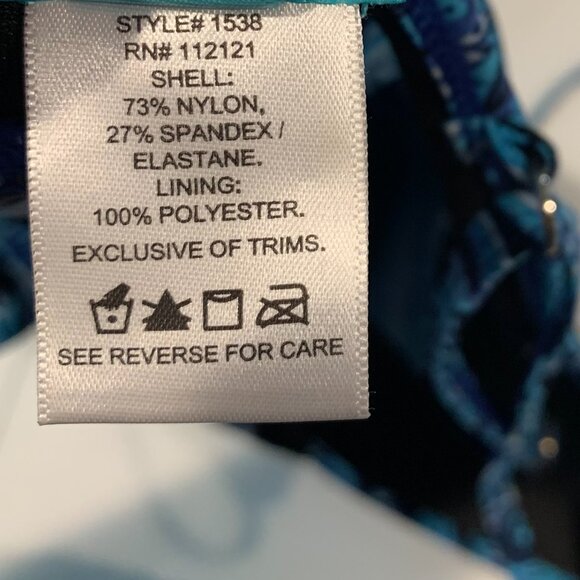 STYLE# 1538
RN# 112121
SHELL:
73% NYLON,
27% SPANDEX /
ELASTANE.
LINING:
100% POLYESTER.
EXCLUSIVE OF TRIMS.
SEE REVERSE FOR CARE